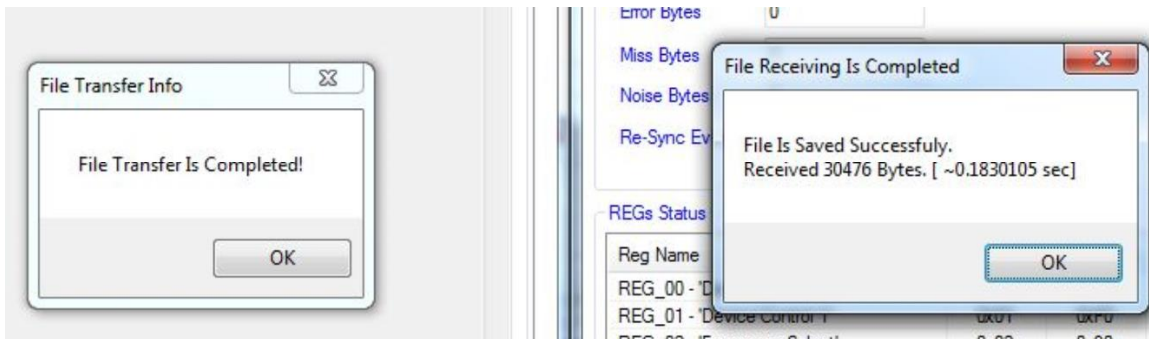 File Transfer Info
File Transfer Is Completed!
OK
Error Bytes 0
Miss Bytes
Noise Bytes
Re-Sync Ev
File Receiving Is Completed
File Is Saved Successfuly.
Received 30476 Bytes. [ ~0.1830105 sec]
OK
REGs Status
Reg Name
REG_00 - 'D
REG_01 - 'Device Control 1' 0x01 0xF0